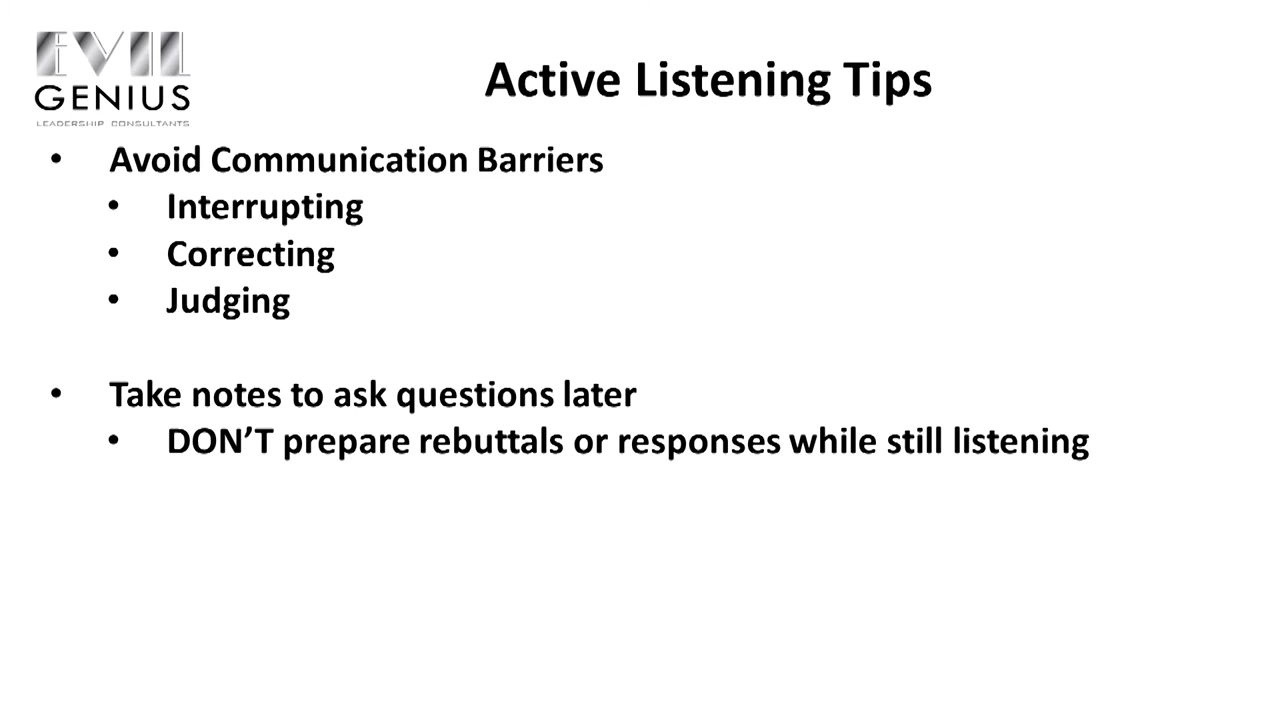 EVIL
GENIUS
LEADERSHIP CONSULTANTS
Active Listening Tips
• Avoid Communication Barriers
• Interrupting
• Correcting
• Judging
• Take notes to ask questions later
• DON’T prepare rebuttals or responses while still listening